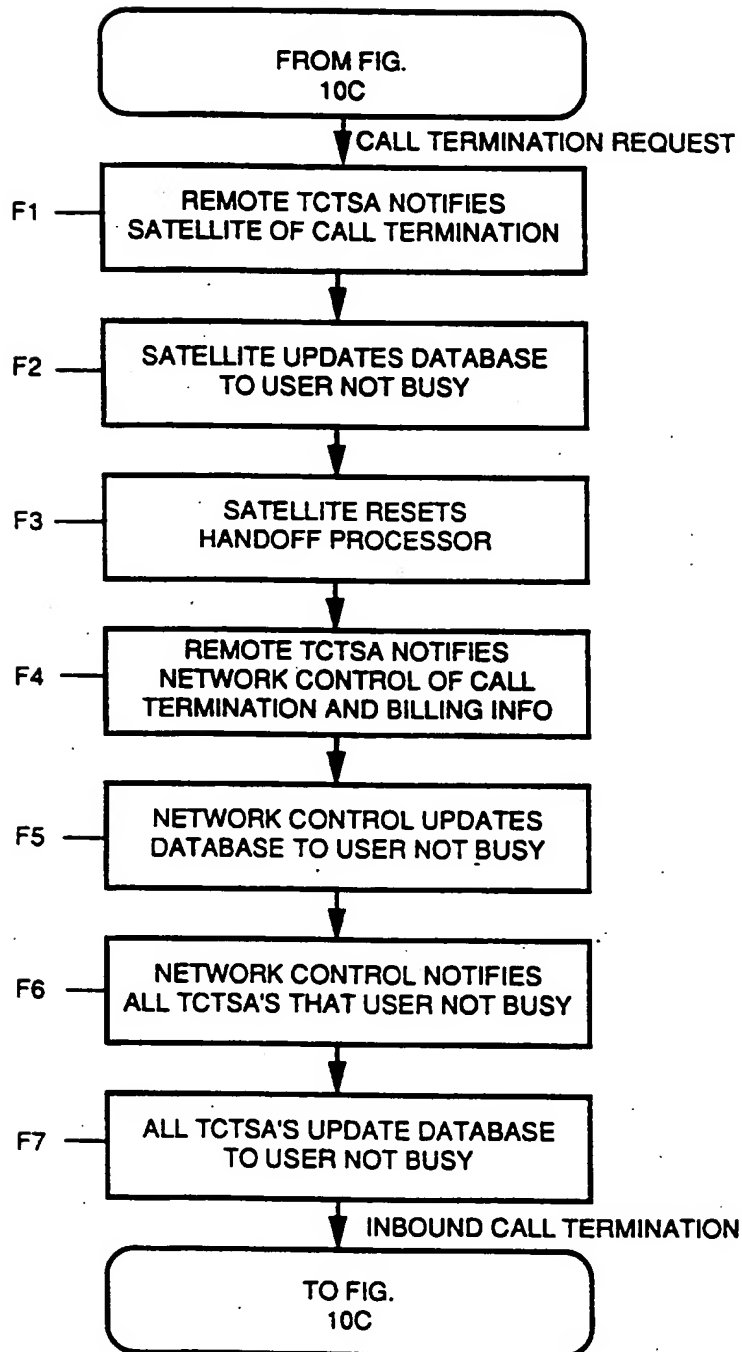 FROM FIG.
10C
CALL TERMINATION REQUEST
F1
REMOTE TCTSA NOTIFIES
SATELLITE OF CALL TERMINATION
F2
SATELLITE UPDATES DATABASE
TO USER NOT BUSY
F3
SATELLITE RESETS
HANDOFF PROCESSOR
F4
REMOTE TCTSA NOTIFIES
NETWORK CONTROL OF CALL
TERMINATION AND BILLING INFO
F5
NETWORK CONTROL UPDATES
DATABASE TO USER NOT BUSY
F6
NETWORK CONTROL NOTIFIES
ALL TCTSA'S THAT USER NOT BUSY
F7
ALL TCTSA'S UPDATE DATABASE
TO USER NOT BUSY
INBOUND CALL TERMINATION
TO FIG.
10C